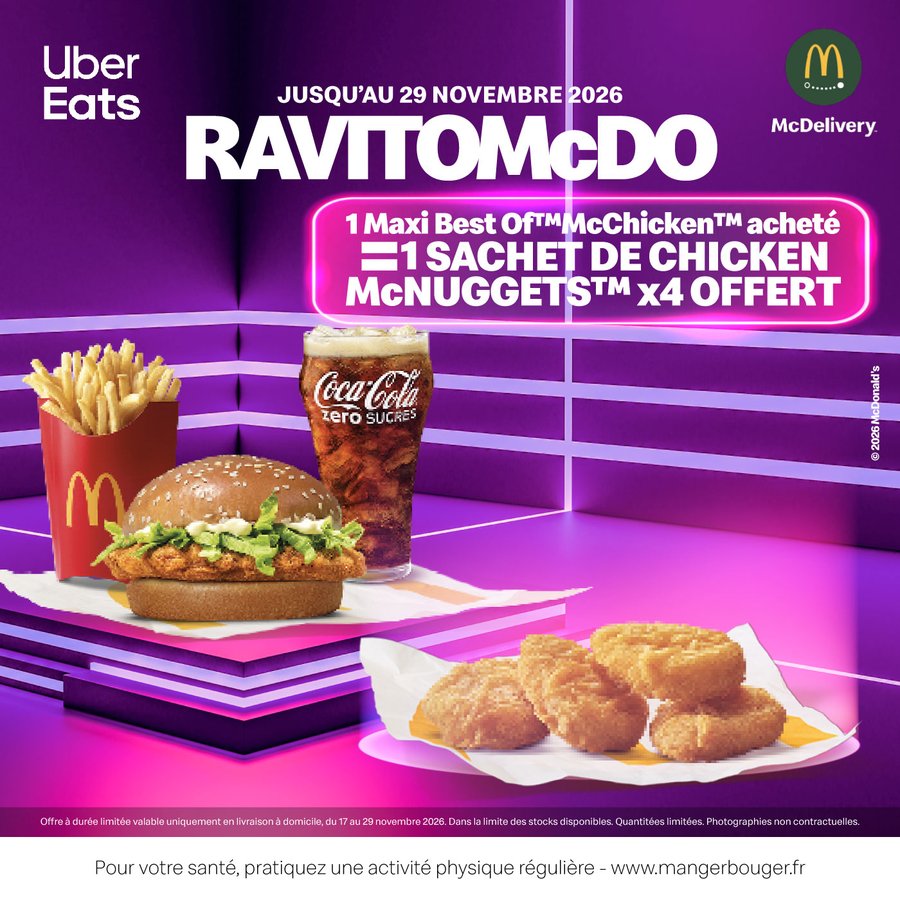 Uber
Eats
JUSQU'AU 29 NOVEMBRE 2026
RAVITOMcDO
McDelivery
1 Maxi Best Of™McChicken™ acheté
=1 SACHET DE CHICKEN
McNUGGETS™ x4 OFFERT
Coca-Cola
zero SUCRES
© 2026 McDonald's
Offre à durée limitée valable uniquement en livraison à domicile, du 17 au 29 novembre 2026. Dans la limite des stocks disponibles. Quantitées limitées. Photographies non contractuelles.
Pour votre santé, pratiquez une activité physique régulière - www.mangerbouger.fr